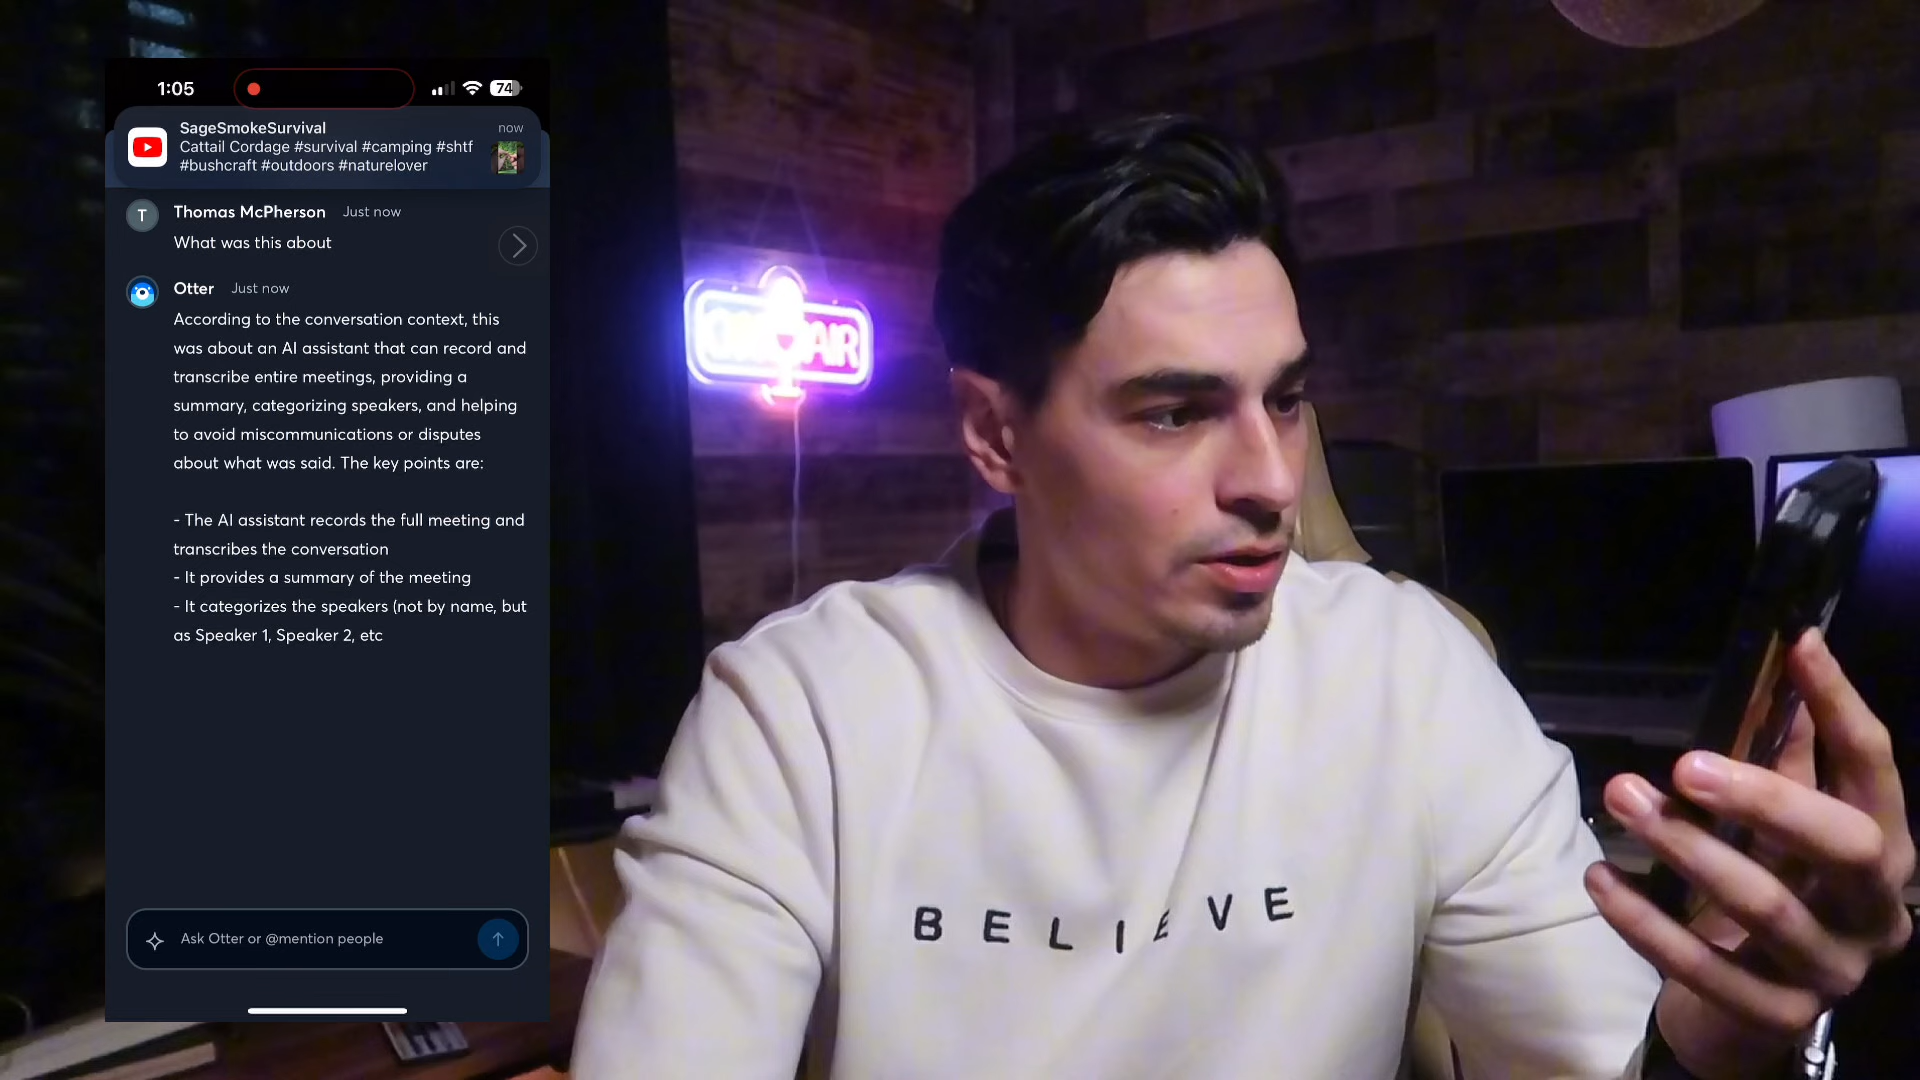 1:05
74
SageSmokeSurvival
now
Cattail Cordage #survival #camping #shtf
#bushcraft #outdoors #naturelover
T
Thomas McPherson
Just now
What was this about
Otter
Just now
According to the conversation context, this
was about an AI assistant that can record and
transcribe entire meetings, providing a
summary, categorizing speakers, and helping
to avoid miscommunications or disputes
about what was said. The key points are:
- The AI assistant records the full meeting and
transcribes the conversation
- It provides a summary of the meeting
- It categorizes the speakers (not by name, but
as Speaker 1, Speaker 2, etc
Ask Otter or @mention people
AIR
BELIEVE